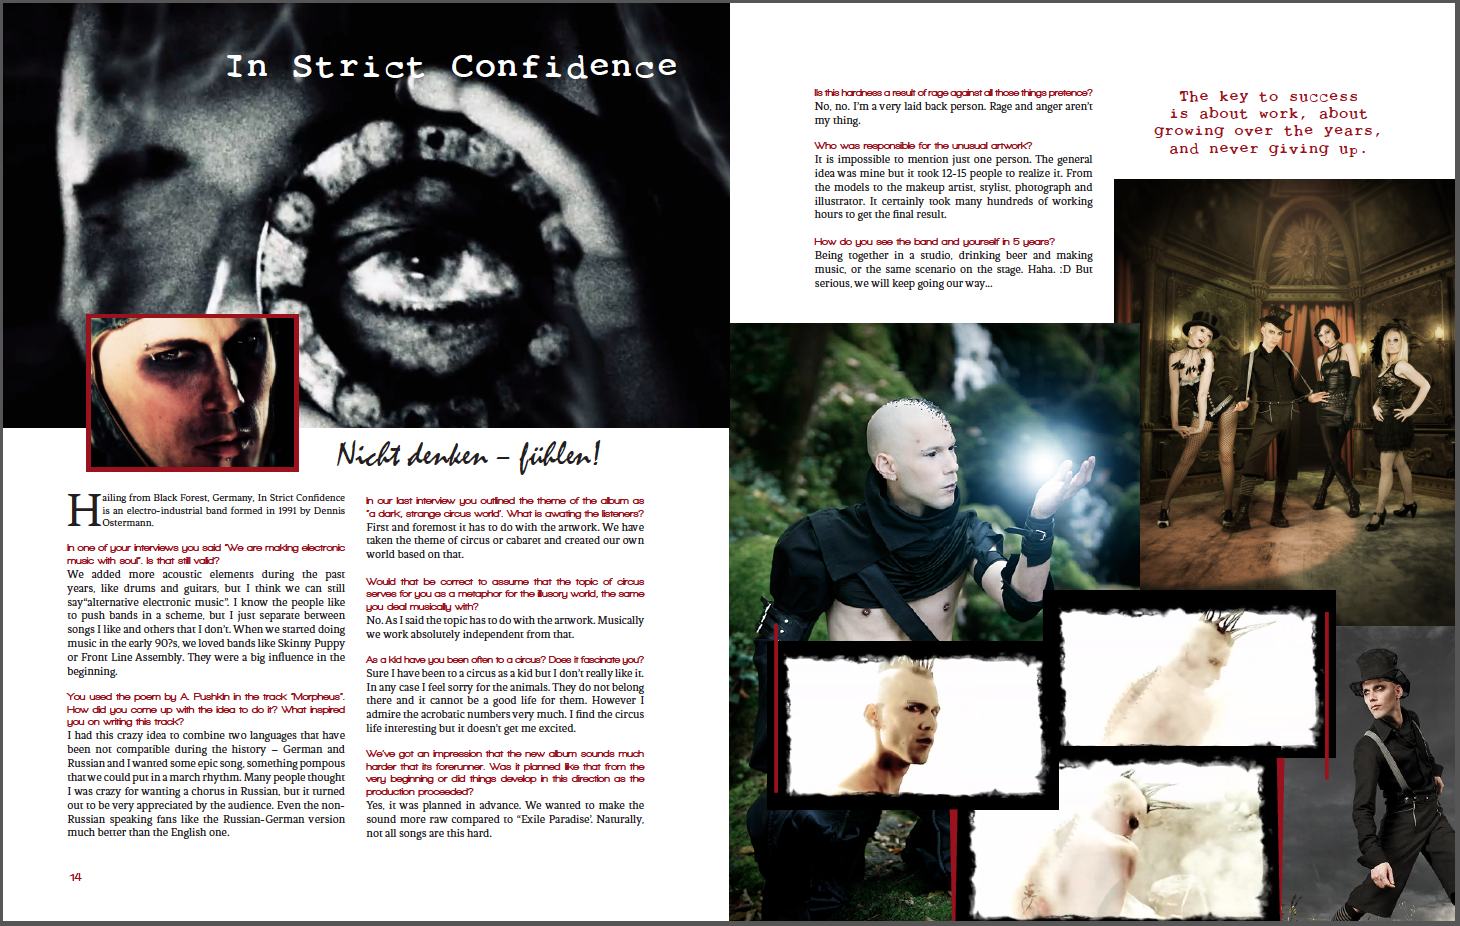 In Strict Confidence
Nicht denken – fühlen!
Hailing from Black Forest, Germany, In Strict Confidence
is an electro-industrial band formed in 1991 by Dennis
Ostermann.
In one of your interviews you said "We are making electronic
music with soul". Is that still valid?
We added more acoustic elements during the past
years, like drums and guitars, but I think we can still
say"alternative electronic music". I know the people like
to push bands in a scheme, but I just separate between
songs I like and others that I don't. When we started doing
music in the early 90?s, we loved bands like Skinny Puppy
or Front Line Assembly. They were a big influence in the
beginning.
You used the poem by A. Pushkin in the track "Morpheus".
How did you come up with the idea to do it? What inspired
you on writing this track?
I had this crazy idea to combine two languages that have
been not compatible during the history – German and
Russian and I wanted some epic song, something pompous
that we could put in a march rhythm. Many people thought
I was crazy for wanting a chorus in Russian, but it turned
out to be very appreciated by the audience. Even the non-
Russian speaking fans like the Russian-German version
much better than the English one.
14
In our last interview you outlined the theme of the album as
"a dark, strange circus world'. What is awating the listeners?
First and foremost it has to do with the artwork. We have
taken the theme of circus or cabaret and created our own
world based on that.
Would that be correct to assume that the topic of circus
serves for you as a metaphor for the illusory world, the same
you deal musically with?
No. As I said the topic has to do with the artwork. Musically
we work absolutely independent from that.
As a kid have you been often to a circus? Does it fascinate you?
Sure I have been to a circus as a kid but I don't really like it.
In any case I feel sorry for the animals. They do not belong
there and it cannot be a good life for them. However I
admire the acrobatic numbers very much. I find the circus
life interesting but it doesn't get me excited.
We've got an impression that the new album sounds much
harder that its forerunner. Was it planned like that from the
very beginning or did things develop in this direction as the
production proceeded?
Yes, it was planned in advance. We wanted to make the
sound more raw compared to "Exile Paradise'. Naturally,
not all songs are this hard.
Iis this hardness a result of rage against all those things pretence?
No, no. I'm a very laid back person. Rage and anger aren't
my thing.
Who was responsible for the unusual artwork?
It is impossible to mention just one person. The general
idea was mine but it took 12-15 people to realize it. From
the models to the makeup artist, stylist, photograph and
illustrator. It certainly took many hundreds of working
hours to get the final result.
How do you see the band and yourself in 5 years?
Being together in a studio, drinking beer and making
music, or the same scenario on the stage. Haha. :D But
serious, we will keep going our way...
The key to success
is about work, about
growing over the years,
and never giving up.